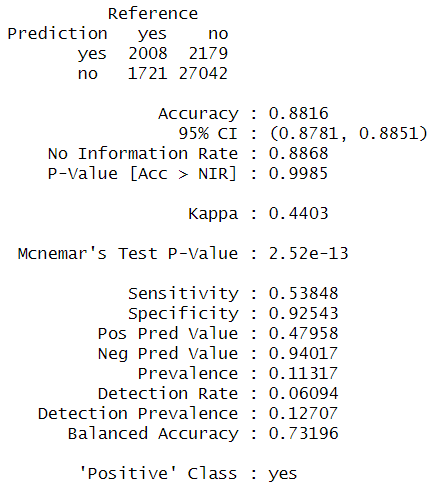 Reference
Prediction yes no
yes 2008 2179
no 1721 27042
Accuracy : 0.8816
95% CI : (0.8781, 0.8851)
No Information Rate : 0.8868
P-Value [Acc > NIR] : 0.9985
Kappa : 0.4403
Mcnemar's Test P-Value : 2.52e-13
Sensitivity : 0.53848
Specificity : 0.92543
Pos Pred Value : 0.47958
Neg Pred Value : 0.94017
Prevalence : 0.11317
Detection Rate : 0.06094
Detection Prevalence : 0.12707
Balanced Accuracy : 0.73196
'Positive' Class : yes